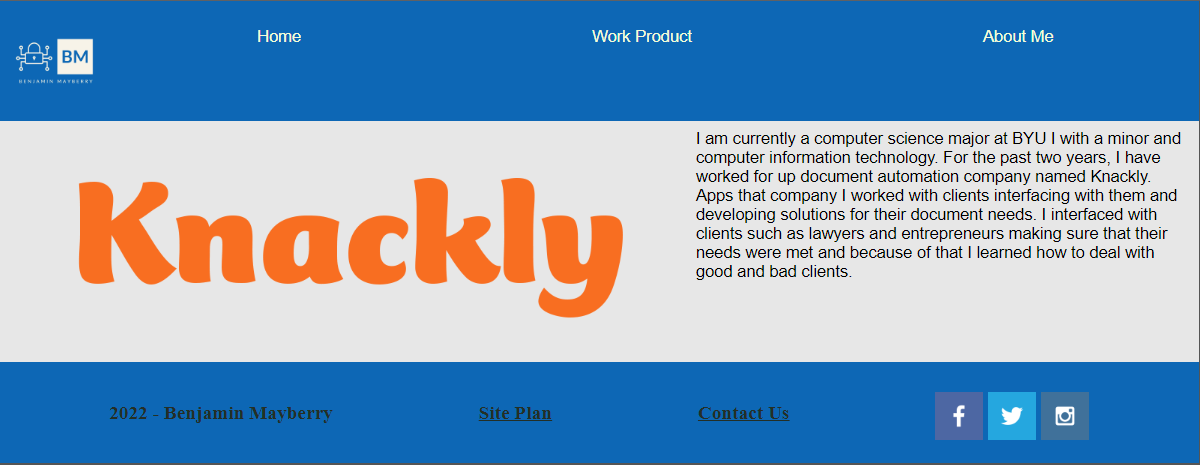 Home
Work Product
About Me
BM
BENJAMIN MAYBERRY
Knackly
I am currently a computer science major at BYU I with a minor and
computer information technology. For the past two years, I have
worked for up document automation company named Knackly.
Apps that company I worked with clients interfacing with them and
developing solutions for their document needs. I interfaced with
clients such as lawyers and entrepreneurs making sure that their
needs were met and because of that I learned how to deal with
good and bad clients.
2022 - Benjamin Mayberry
Site Plan
Contact Us